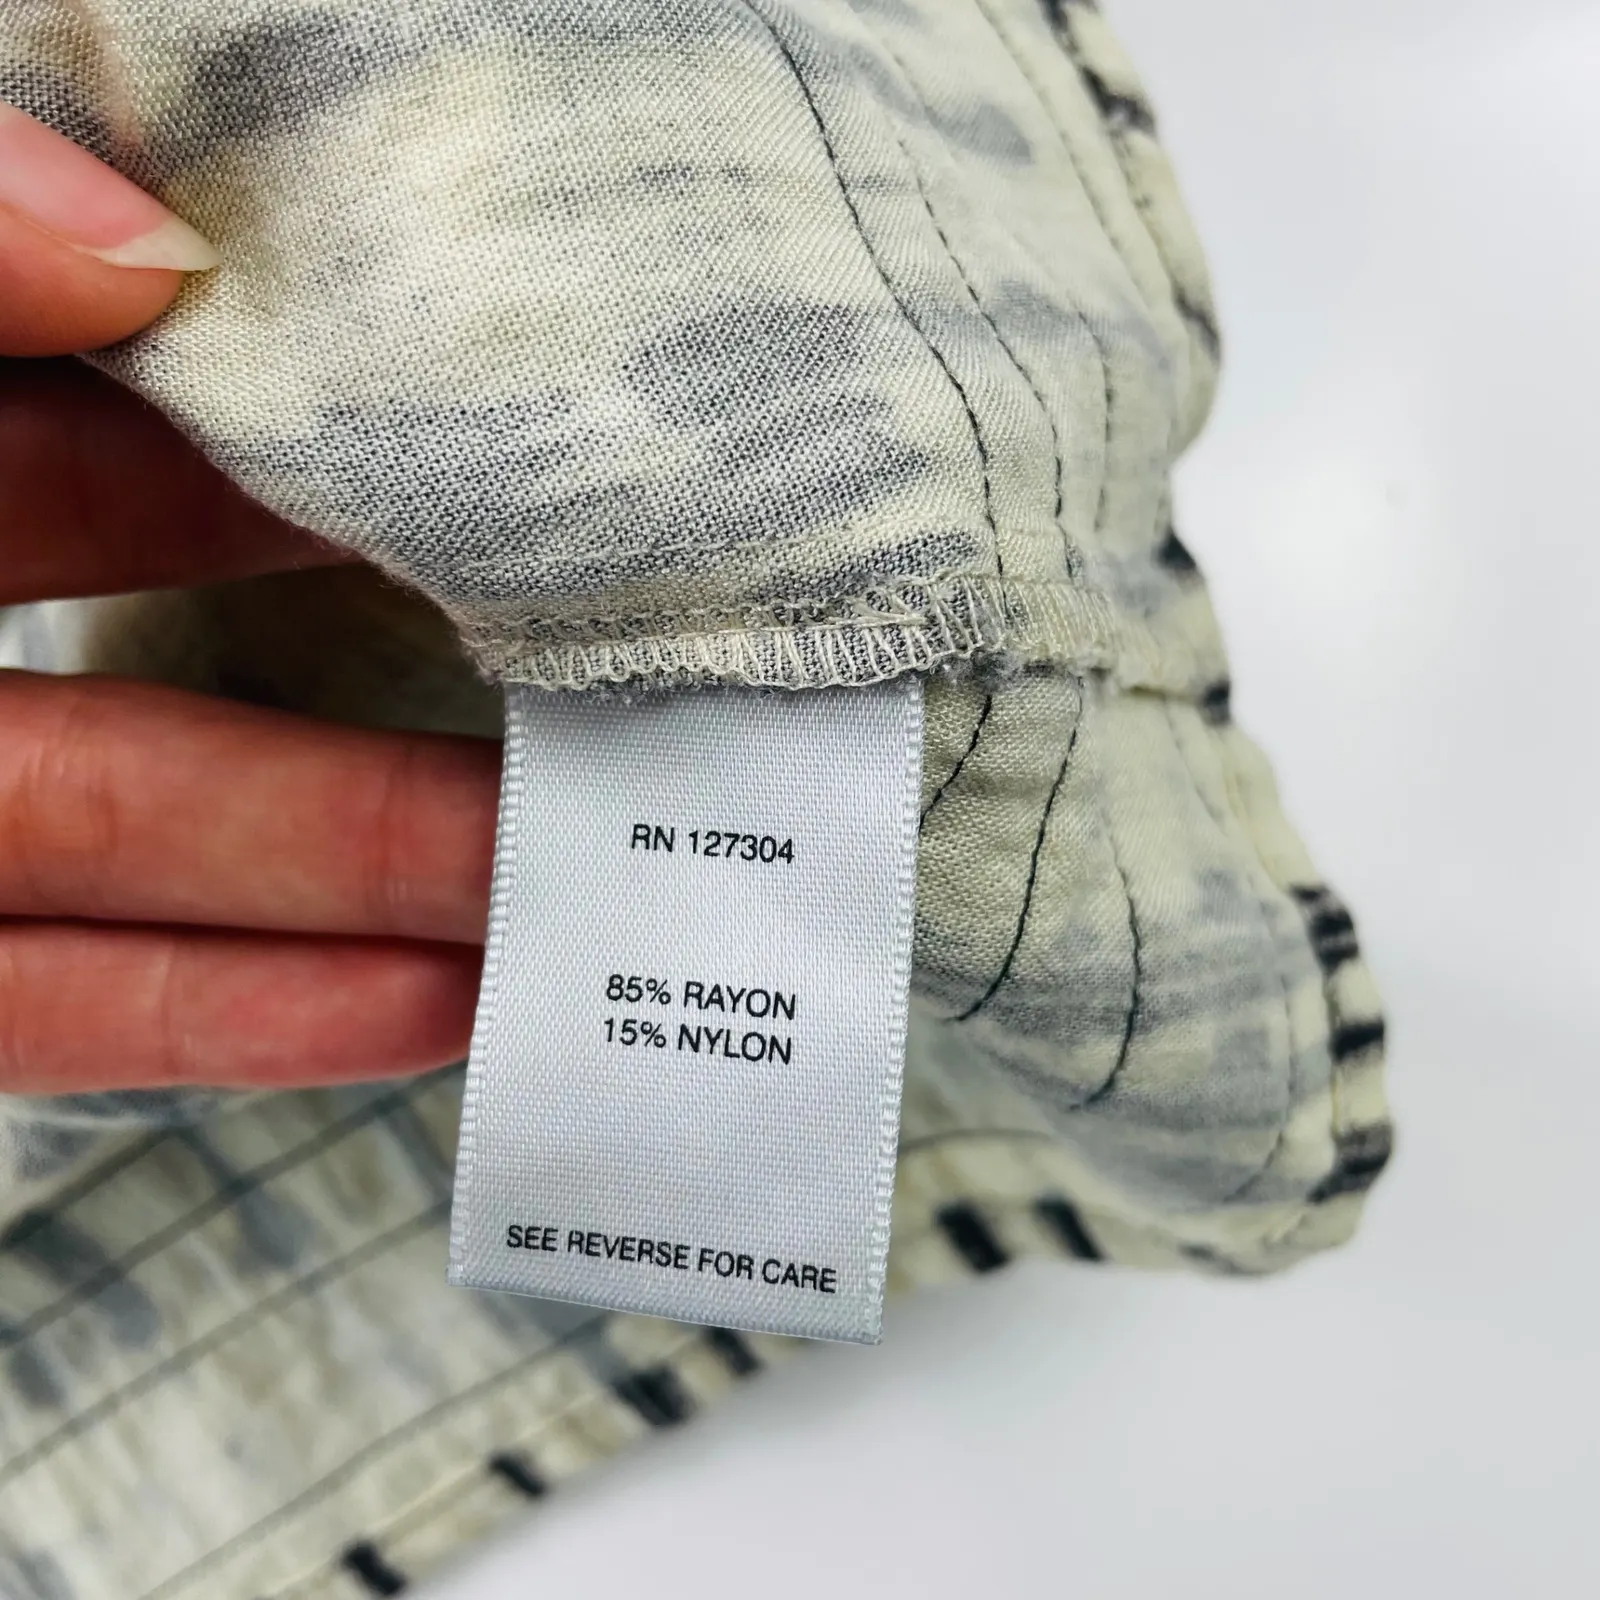 RN 127304
85% RAYON
15% NYLON
SEE REVERSE FOR CARE